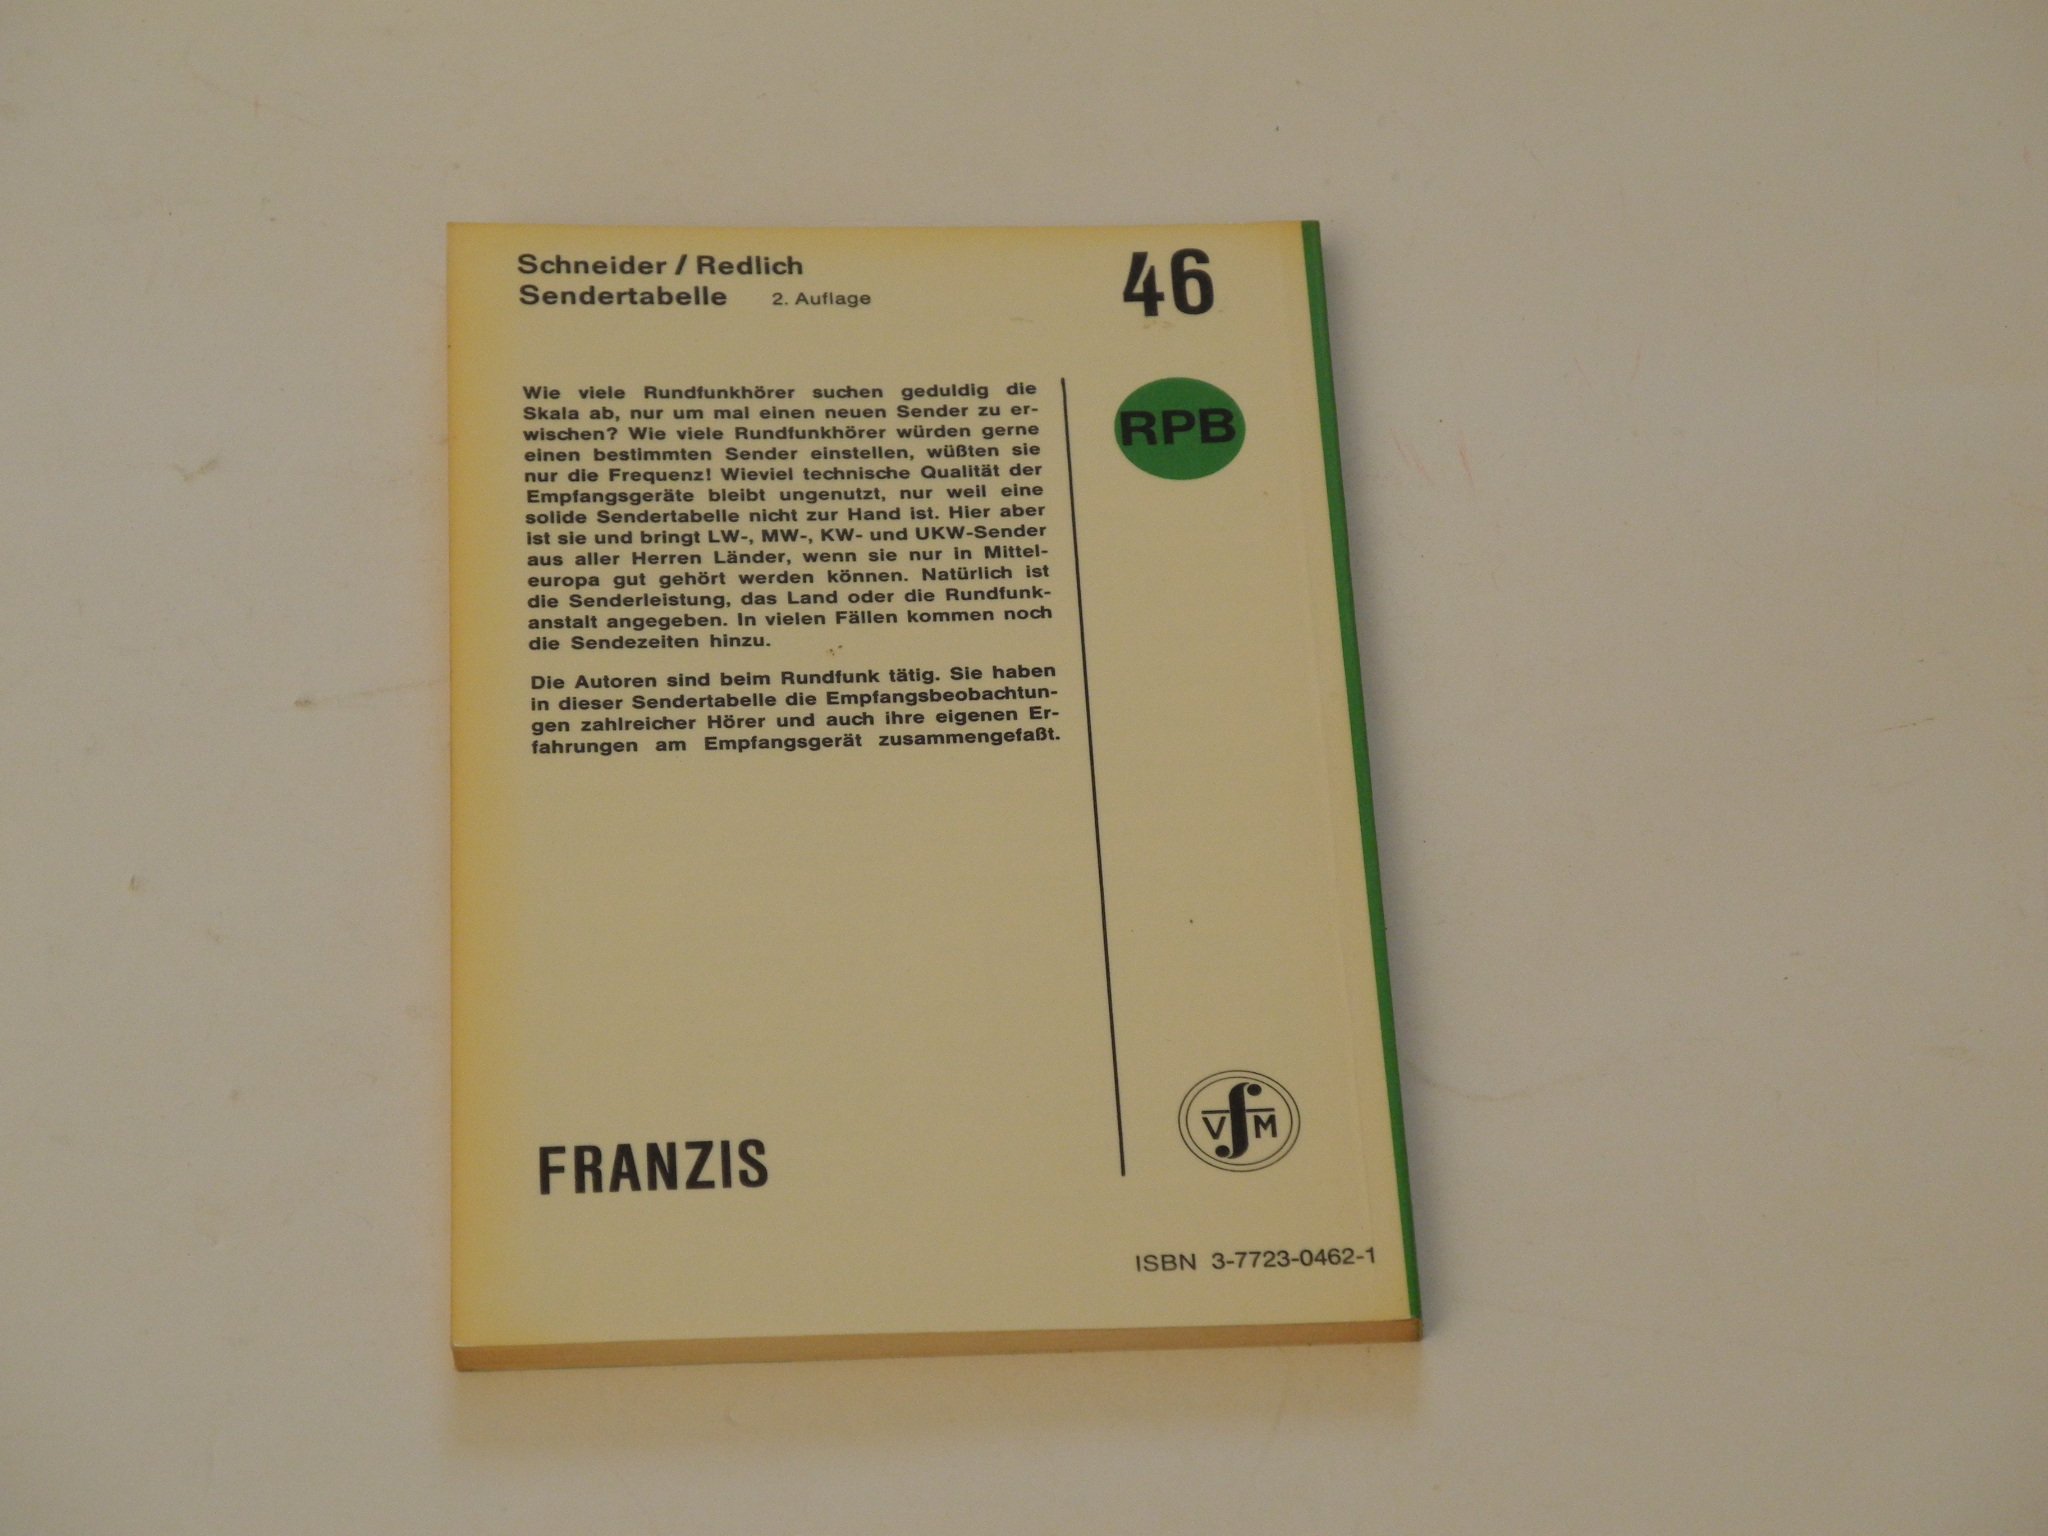 Schneider / Redlich
Sendertabelle 2. Auflage
46
Wie viele Rundfunkhörer suchen geduldig die
Skala ab, nur um mal einen neuen Sender zu er-
wischen? Wie viele Rundfunkhörer würden gerne
einen bestimmten Sender einstellen, wüßten sie
nur die Frequenz! Wieviel technische Qualität der
Empfangsgeräte bleibt ungenutzt, nur weil eine
solide Sendertabelle nicht zur Hand ist. Hier aber
ist sie und bringt LW-, MW-, KW- und UKW-Sender
aus aller Herren Länder, wenn sie nur in Mittel-
europa gut gehört werden können. Natürlich ist
die Senderleistung, das Land oder die Rundfunk-
anstalt angegeben. In vielen Fällen kommen noch
die Sendezeiten hinzu.
Die Autoren sind beim Rundfunk tätig. Sie haben
in dieser Sendertabelle die Empfangsbeobachtun-
gen zahlreicher Hörer und auch ihre eigenen Er-
fahrungen am Empfangsgerät zusammengefaßt.
RPB
FRANZIS
VfM
ISBN 3-7723-0462-1